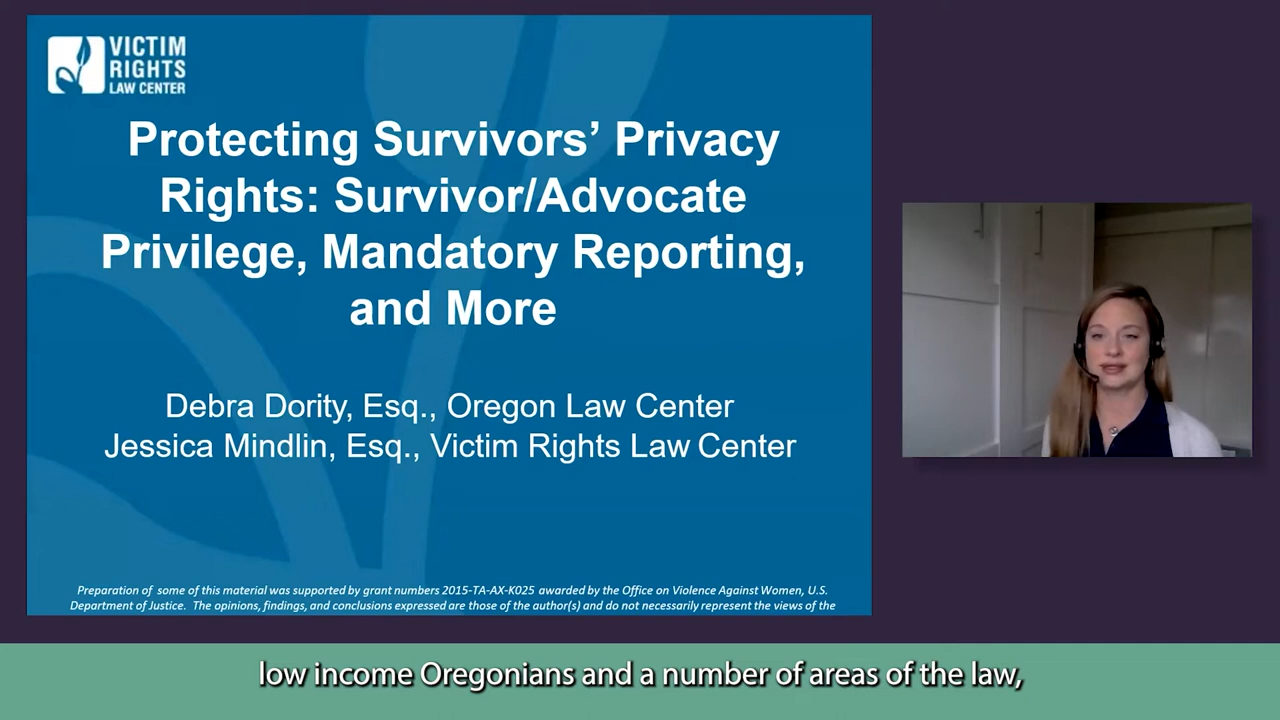 VICTIM
RIGHTS
LAW CENTER
Protecting Survivors’ Privacy
Rights: Survivor/Advocate
Privilege, Mandatory Reporting,
and More
Debra Dority, Esq., Oregon Law Center
Jessica Mindlin, Esq., Victim Rights Law Center
Preparation of some of this material was supported by grant numbers 2015-TA-AX-K025 awarded by the Office on Violence Against Women, U.S.
Department of Justice. The opinions, findings, and conclusions expressed are those of the author(s) and do not necessarily represent the views of the
low income Oregonians and a number of areas of the law,